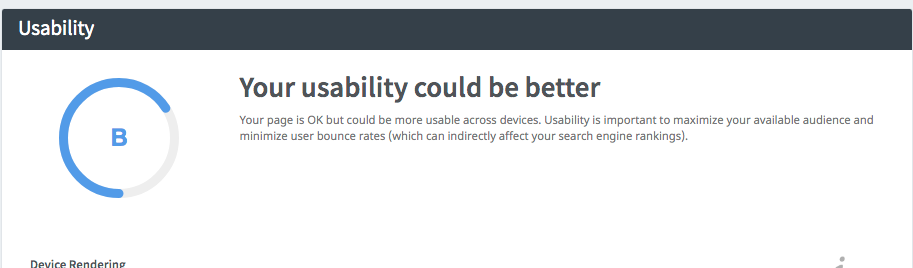 Usability
B
Your usability could be better
Your page is OK but could be more usable across devices. Usability is important to maximize your available audience and
minimize user bounce rates (which can indirectly affect your search engine rankings).
Device Rendering